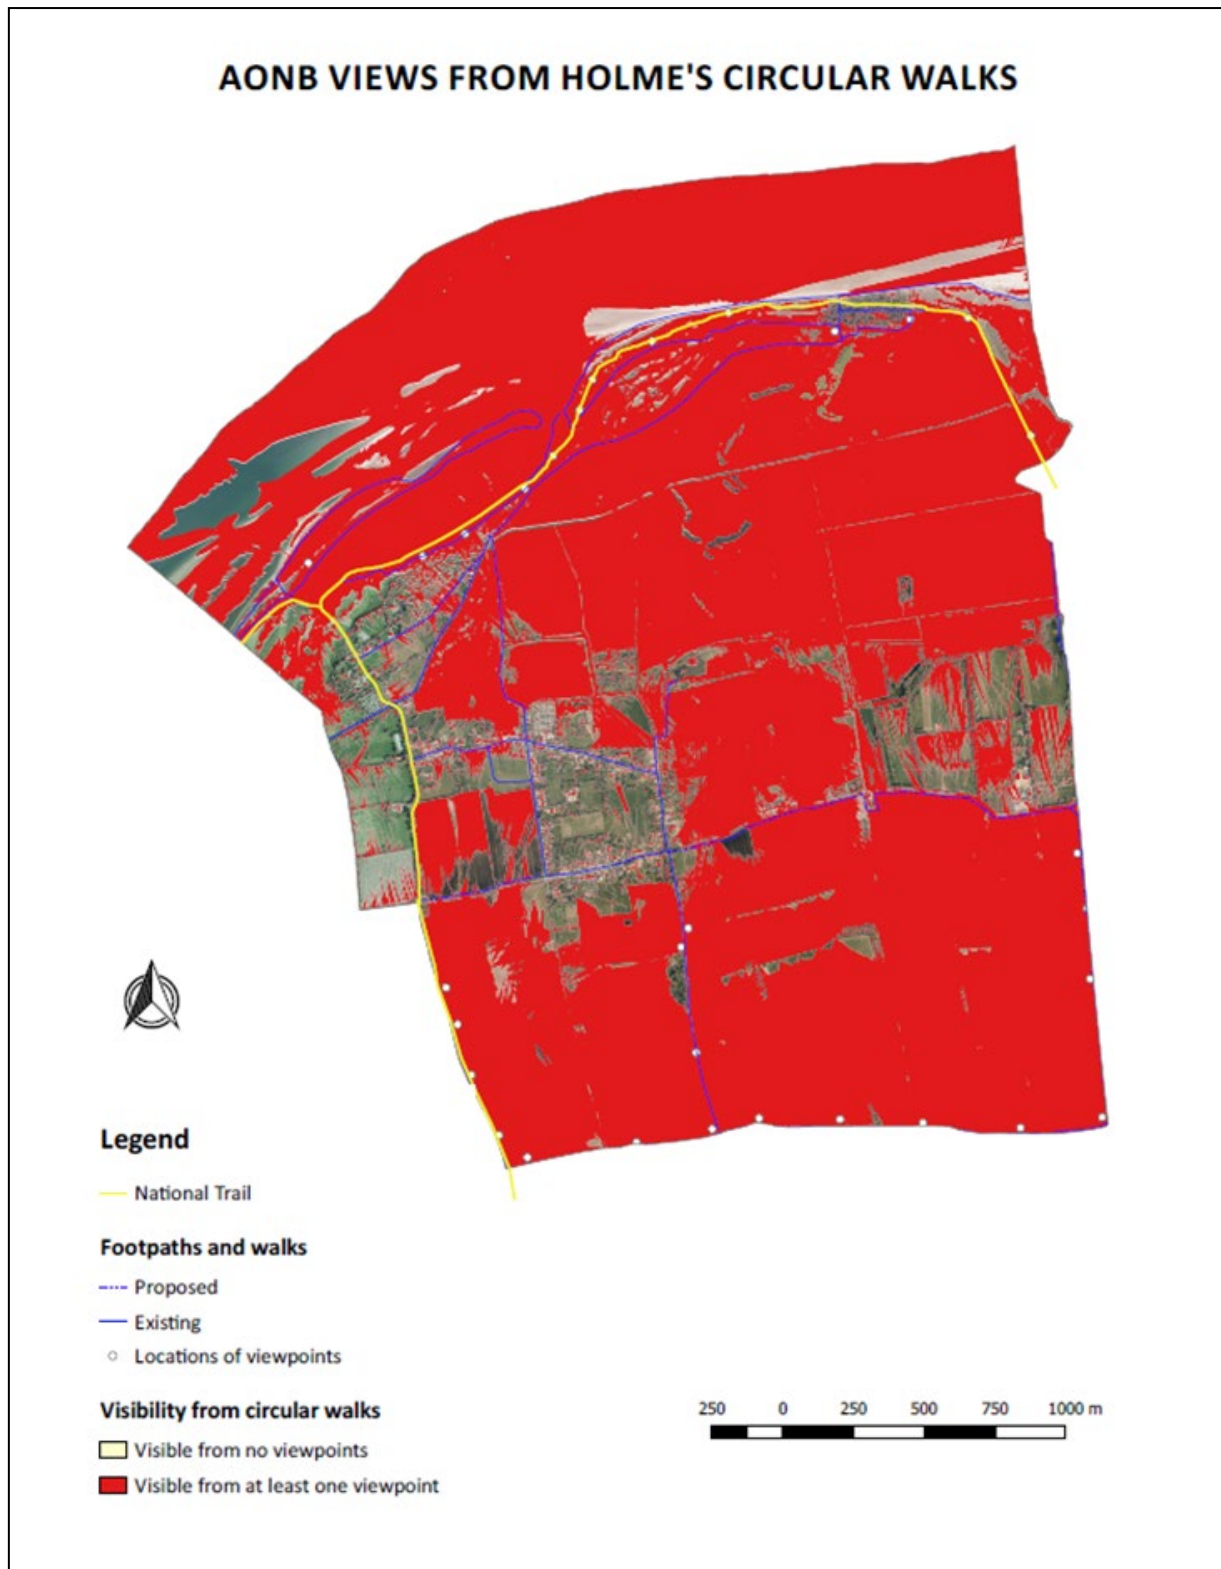 AONB VIEWS FROM HOLME'S CIRCULAR WALKS
Legend
National Trail
Footpaths and walks
Proposed
Existing
Locations of viewpoints
Visibility from circular walks
Visible from no viewpoints
Visible from at least one viewpoint
250 0 250 500 750 1000 m